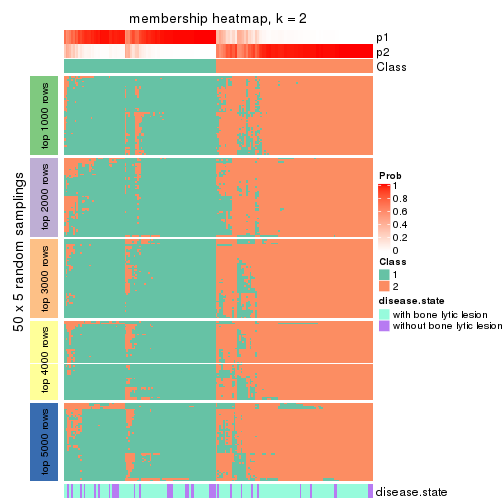 membership heatmap, k = 2
p1
p2
Class
50 x 5 random samplings
top 1000 rows
top 2000 rows
top 3000 rows
top 4000 rows
top 5000 rows
disease.state
Prob
1
0.8
0.6
0.4
0.2
0
Class
1
2
disease.state
with bone lytic lesion
without bone lytic lesion